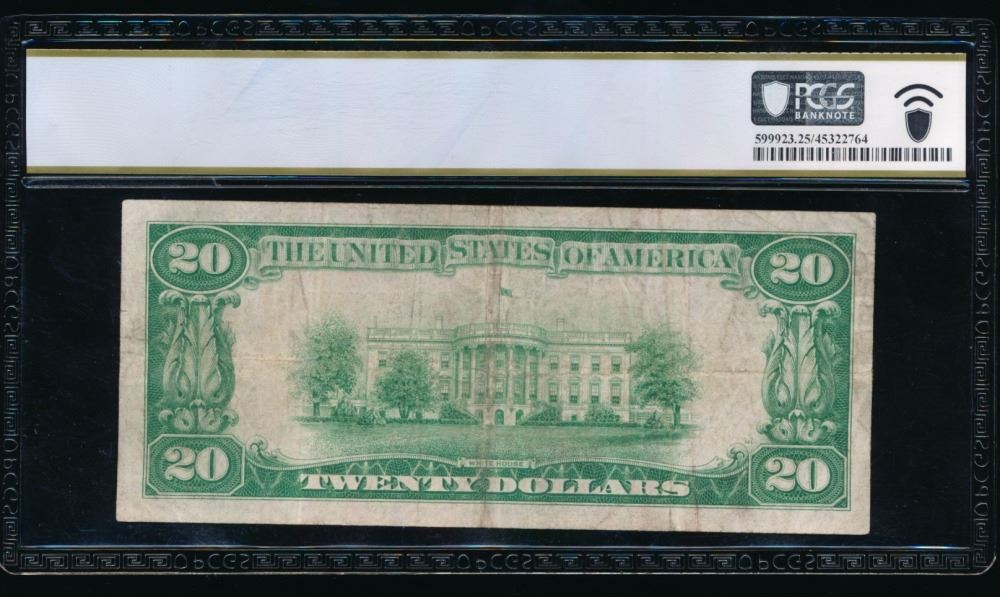 PCGS
BANKNOTE
599923.25/45322764
20 THE UNITED STATES OF AMERICA 20
WHITE HOUSE
20 TWENTY DOLLARS 20